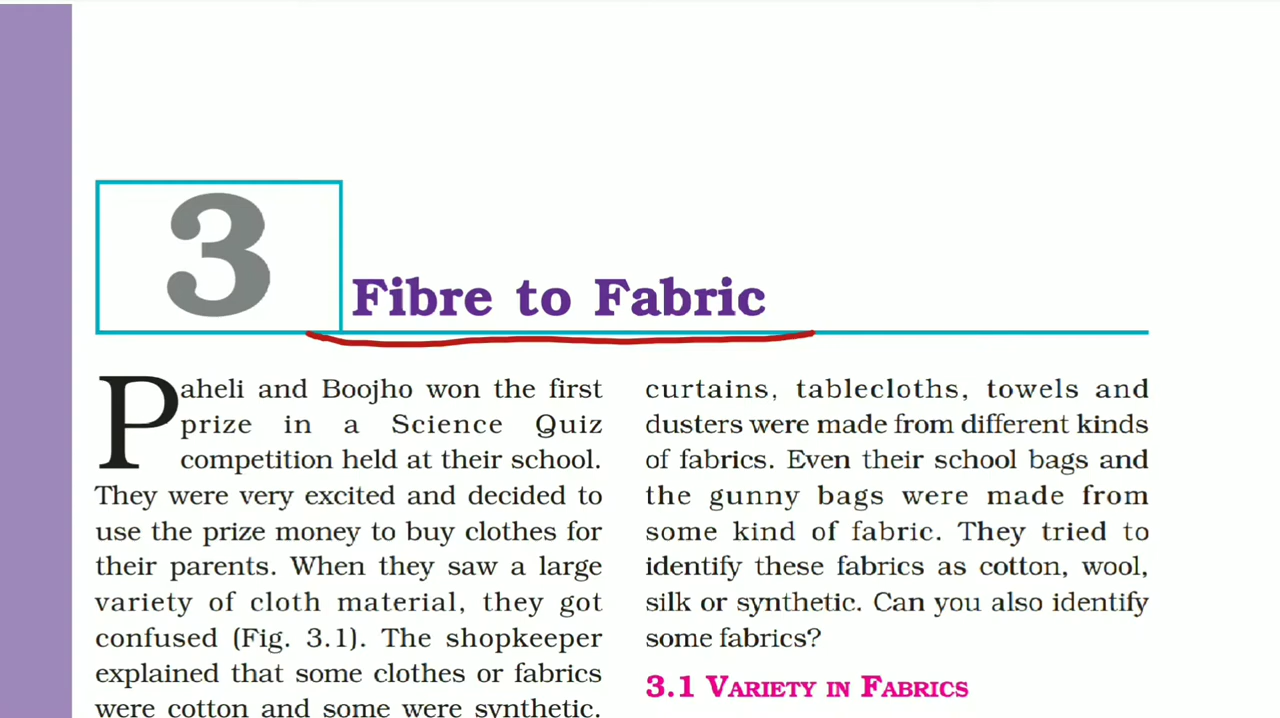 3
Fibre to Fabric
Paheli and Boojho won the first
prize in a Science Quiz
competition held at their school.
They were very excited and decided to
use the prize money to buy clothes for
their parents. When they saw a large
variety of cloth material, they got
confused (Fig. 3.1). The shopkeeper
explained that some clothes or fabrics
were cotton and some were synthetic.
curtains, tablecloths, towels and
dusters were made from different kinds
of fabrics. Even their school bags and
the gunny bags were made from
some kind of fabric. They tried to
identify these fabrics as cotton, wool,
silk or synthetic. Can you also identify
some fabrics?
3.1 VARIETY IN FABRICS